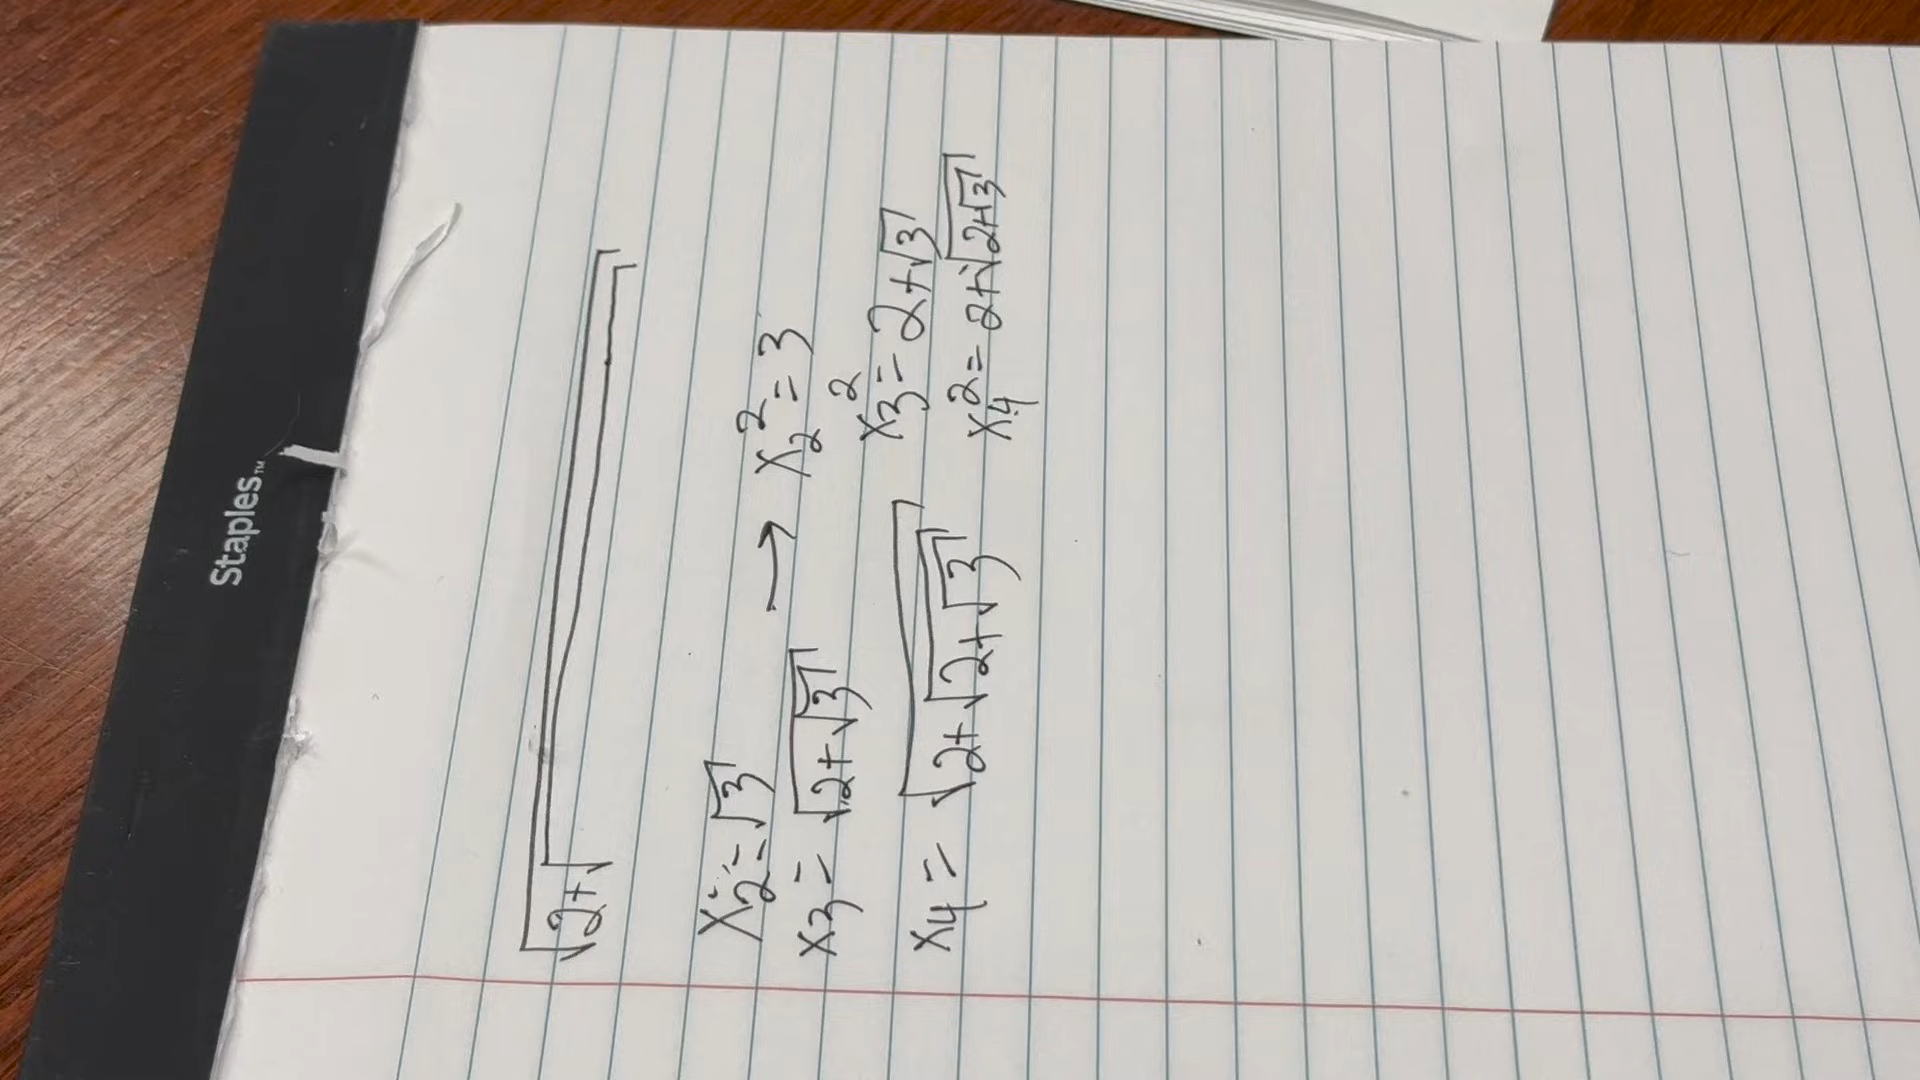 Staples™
√(2+√
x₂=√3 → x₂²=3
x₃=√(2+√3) x₃²=2+√3
x₄=√(2+√(2+√3)) x₄²=2+√(2+√3)